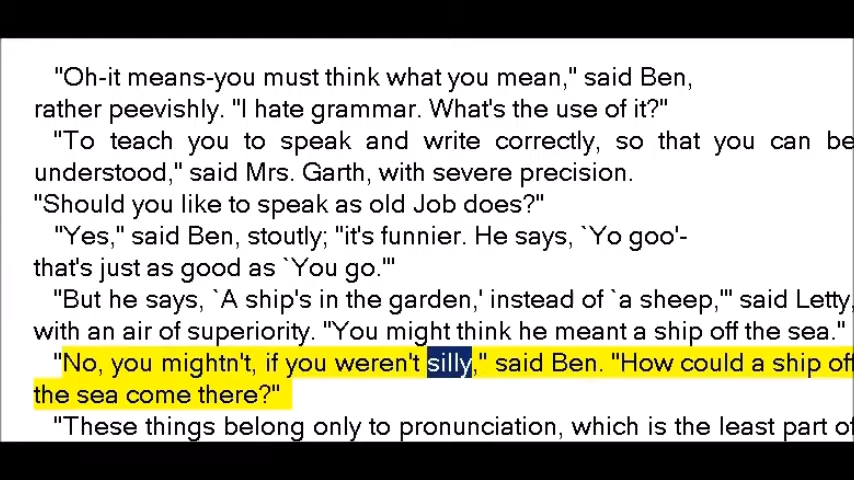 "Oh-it means-you must think what you mean," said Ben,
rather peevishly. "I hate grammar. What's the use of it?"
"To teach you to speak and write correctly, so that you can be
understood," said Mrs. Garth, with severe precision.
"Should you like to speak as old Job does?"
"Yes," said Ben, stoutly; "it's funnier. He says, `Yo goo'-
that's just as good as `You go.'"
"But he says, `A ship's in the garden,' instead of `a sheep,'" said Letty,
with an air of superiority. "You might think he meant a ship off the sea."
"No, you mightn't, if you weren't silly," said Ben. "How could a ship off
the sea come there?"
"These things belong only to pronunciation, which is the least part of